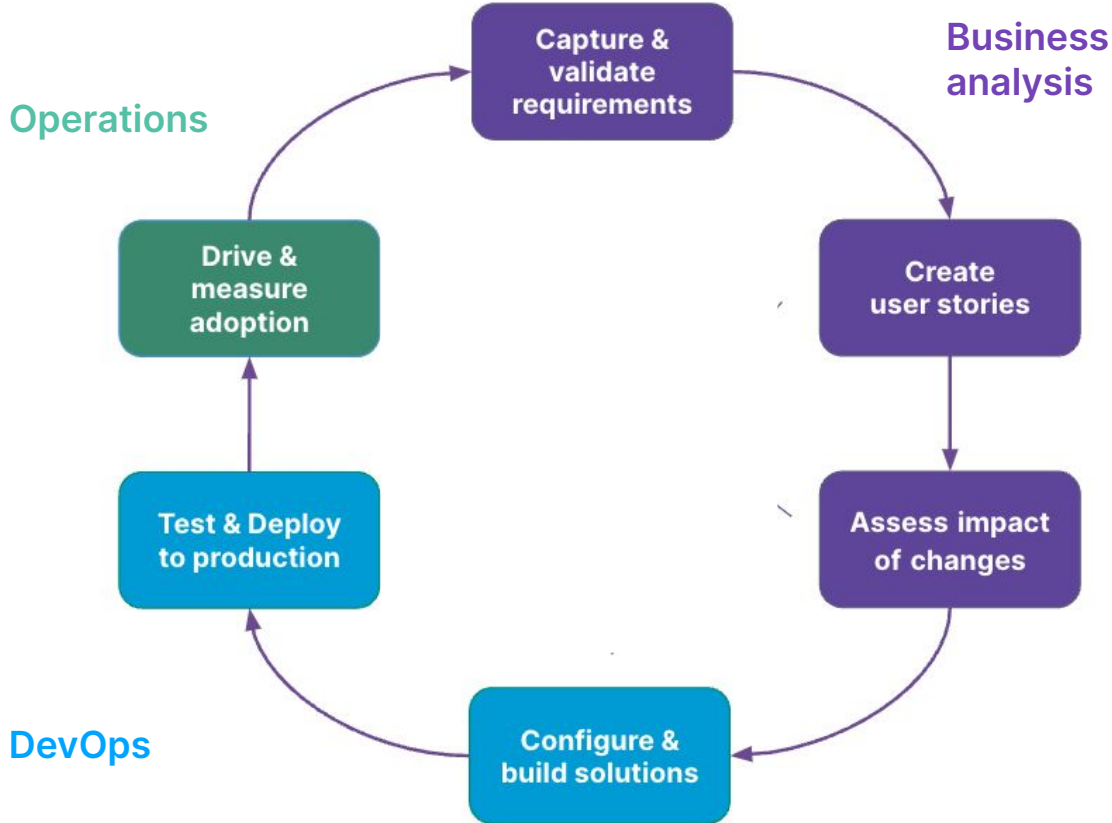 Capture &
validate
requirements
Business
analysis
Operations
Drive &
measure
adoption
Create
user stories
Test & Deploy
to production
Assess impact
of changes
DevOps
Configure &
build solutions